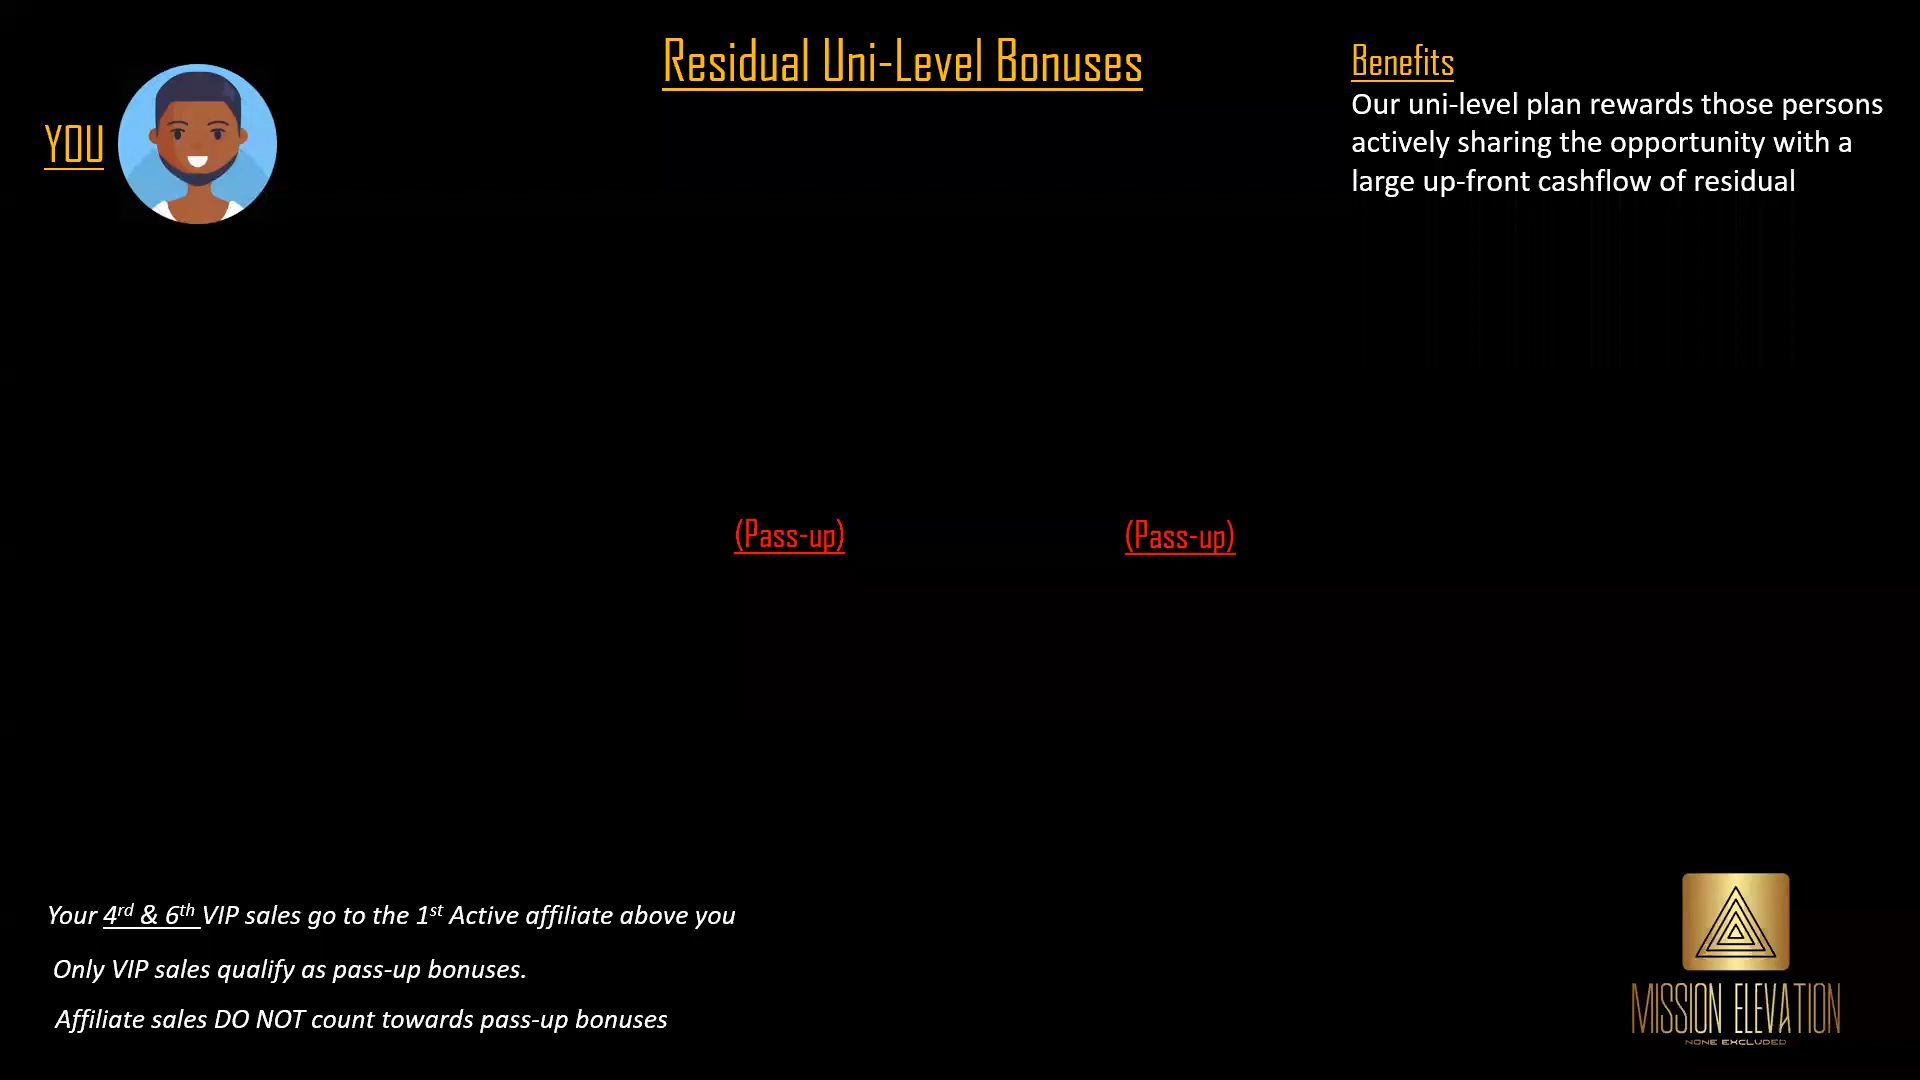 Residual Uni-Level Bonuses
YOU
Benefits
Our uni-level plan rewards those persons
actively sharing the opportunity with a
large up-front cashflow of residual
(Pass-up)
(Pass-up)
Your 4rd & 6th VIP sales go to the 1st Active affiliate above you
Only VIP sales qualify as pass-up bonuses.
Affiliate sales DO NOT count towards pass-up bonuses
MISSION ELEVATION
NONE EXCLUDED